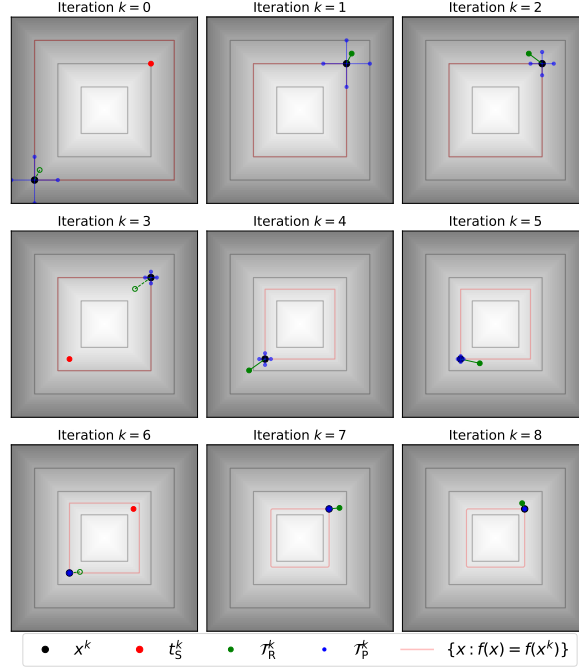 Iteration k = 0
Iteration k = 1
Iteration k = 2
Iteration k = 3
Iteration k = 4
Iteration k = 5
Iteration k = 6
Iteration k = 7
Iteration k = 8
x^k t_S^k 𝒯_R^k 𝒯_P^k {x : f(x) = f(x^k)}